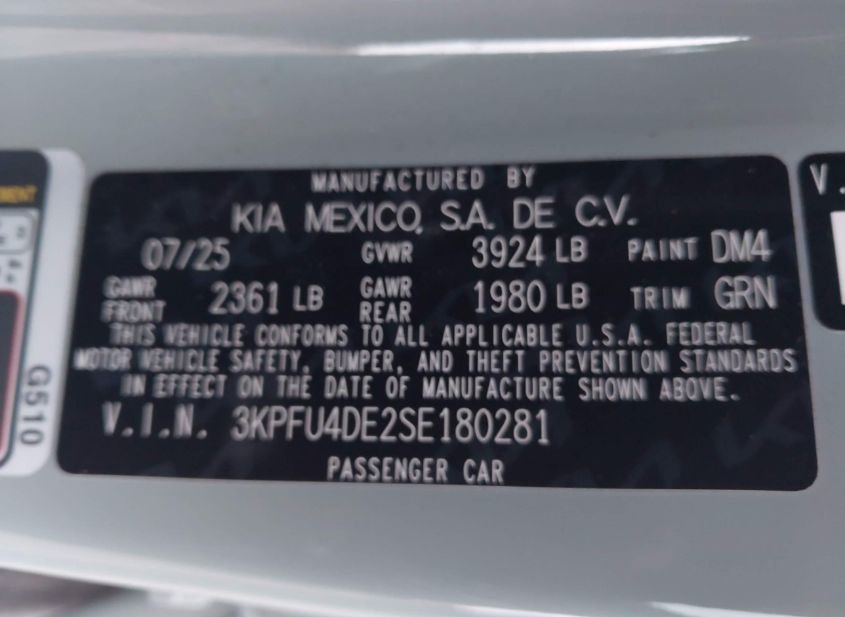 MANUFACTURED BY
KIA MEXICO, S.A. DE C.V.
07/25 GVWR 3924 LB PAINT DM4
GAWR FRONT 2361 LB GAWR REAR 1980 LB TRIM GRN
THIS VEHICLE CONFORMS TO ALL APPLICABLE U.S.A. FEDERAL
MOTOR VEHICLE SAFETY, BUMPER, AND THEFT PREVENTION STANDARDS
IN EFFECT ON THE DATE OF MANUFACTURE SHOWN ABOVE.
V.I.N. 3KPFU4DE2SE180281
PASSENGER CAR
G510
V.